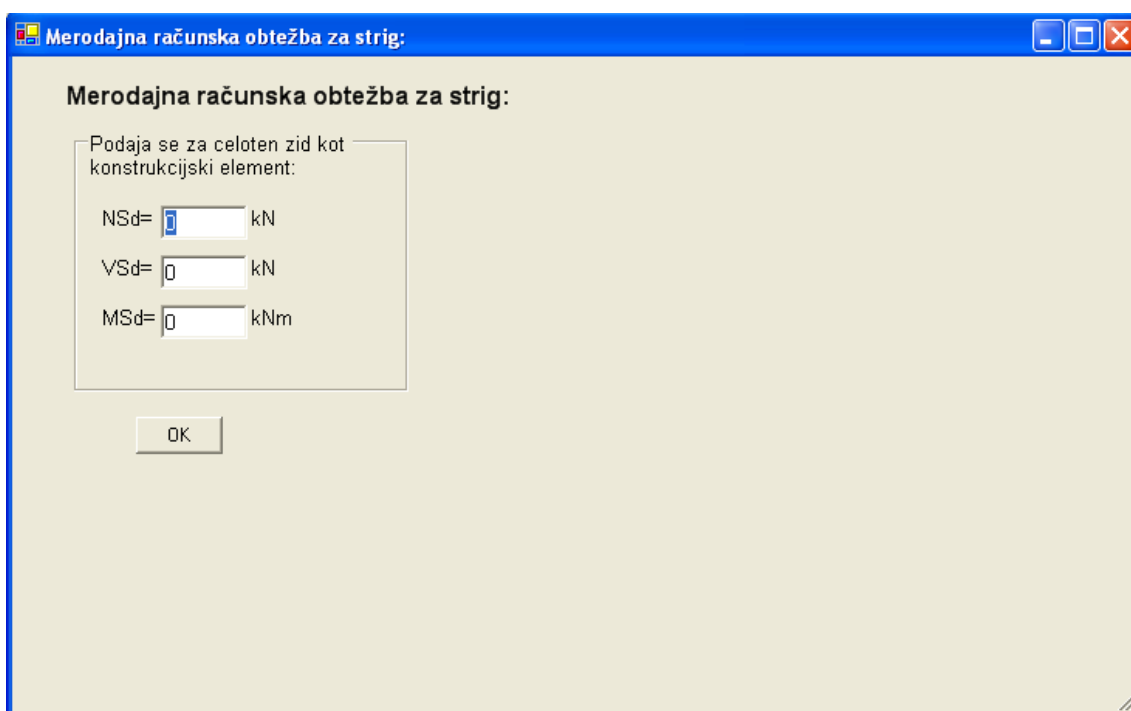 Merodajna računska obtežba za strig:
Merodajna računska obtežba za strig:
Podaja se za celoten zid kot
konstrukcijski element:
NSd= 0 kN
VSd= 0 kN
MSd= 0 kNm
OK